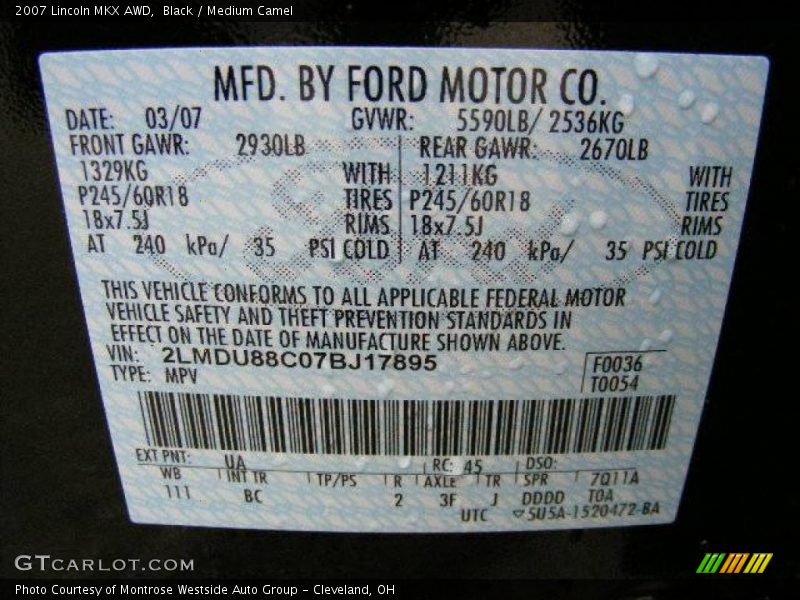 2007 Lincoln MKX AWD,  Black / Medium Camel
MFD. BY FORD MOTOR CO.
DATE: 03/07 GVWR: 5590LB/ 2536KG
FRONT GAWR: 2930LB REAR GAWR: 2670LB
1329KG WITH 1211KG WITH
P245/60R18 TIRES P245/60R18 TIRES
18x7.5J RIMS 18x7.5J RIMS
AT 240 kPa/ 35 PSI COLD AT 240 kPa/ 35 PSI COLD
THIS VEHICLE CONFORMS TO ALL APPLICABLE FEDERAL MOTOR
VEHICLE SAFETY AND THEFT PREVENTION STANDARDS IN
EFFECT ON THE DATE OF MANUFACTURE SHOWN ABOVE.
VIN: 2LMDU88C07BJ17895 F0036
TYPE: MPV T0054
EXT PNT: UA RC: 45 DSO:
WB INT TR TP/PS R AXLE TR SPR 7Q11A
111 BC 2 3F J DDDD TOA
UTC ▽5U5A-1520472-BA
GTCARLOT.COM
Photo Courtesy of Montrose Westside Auto Group - Cleveland, OH